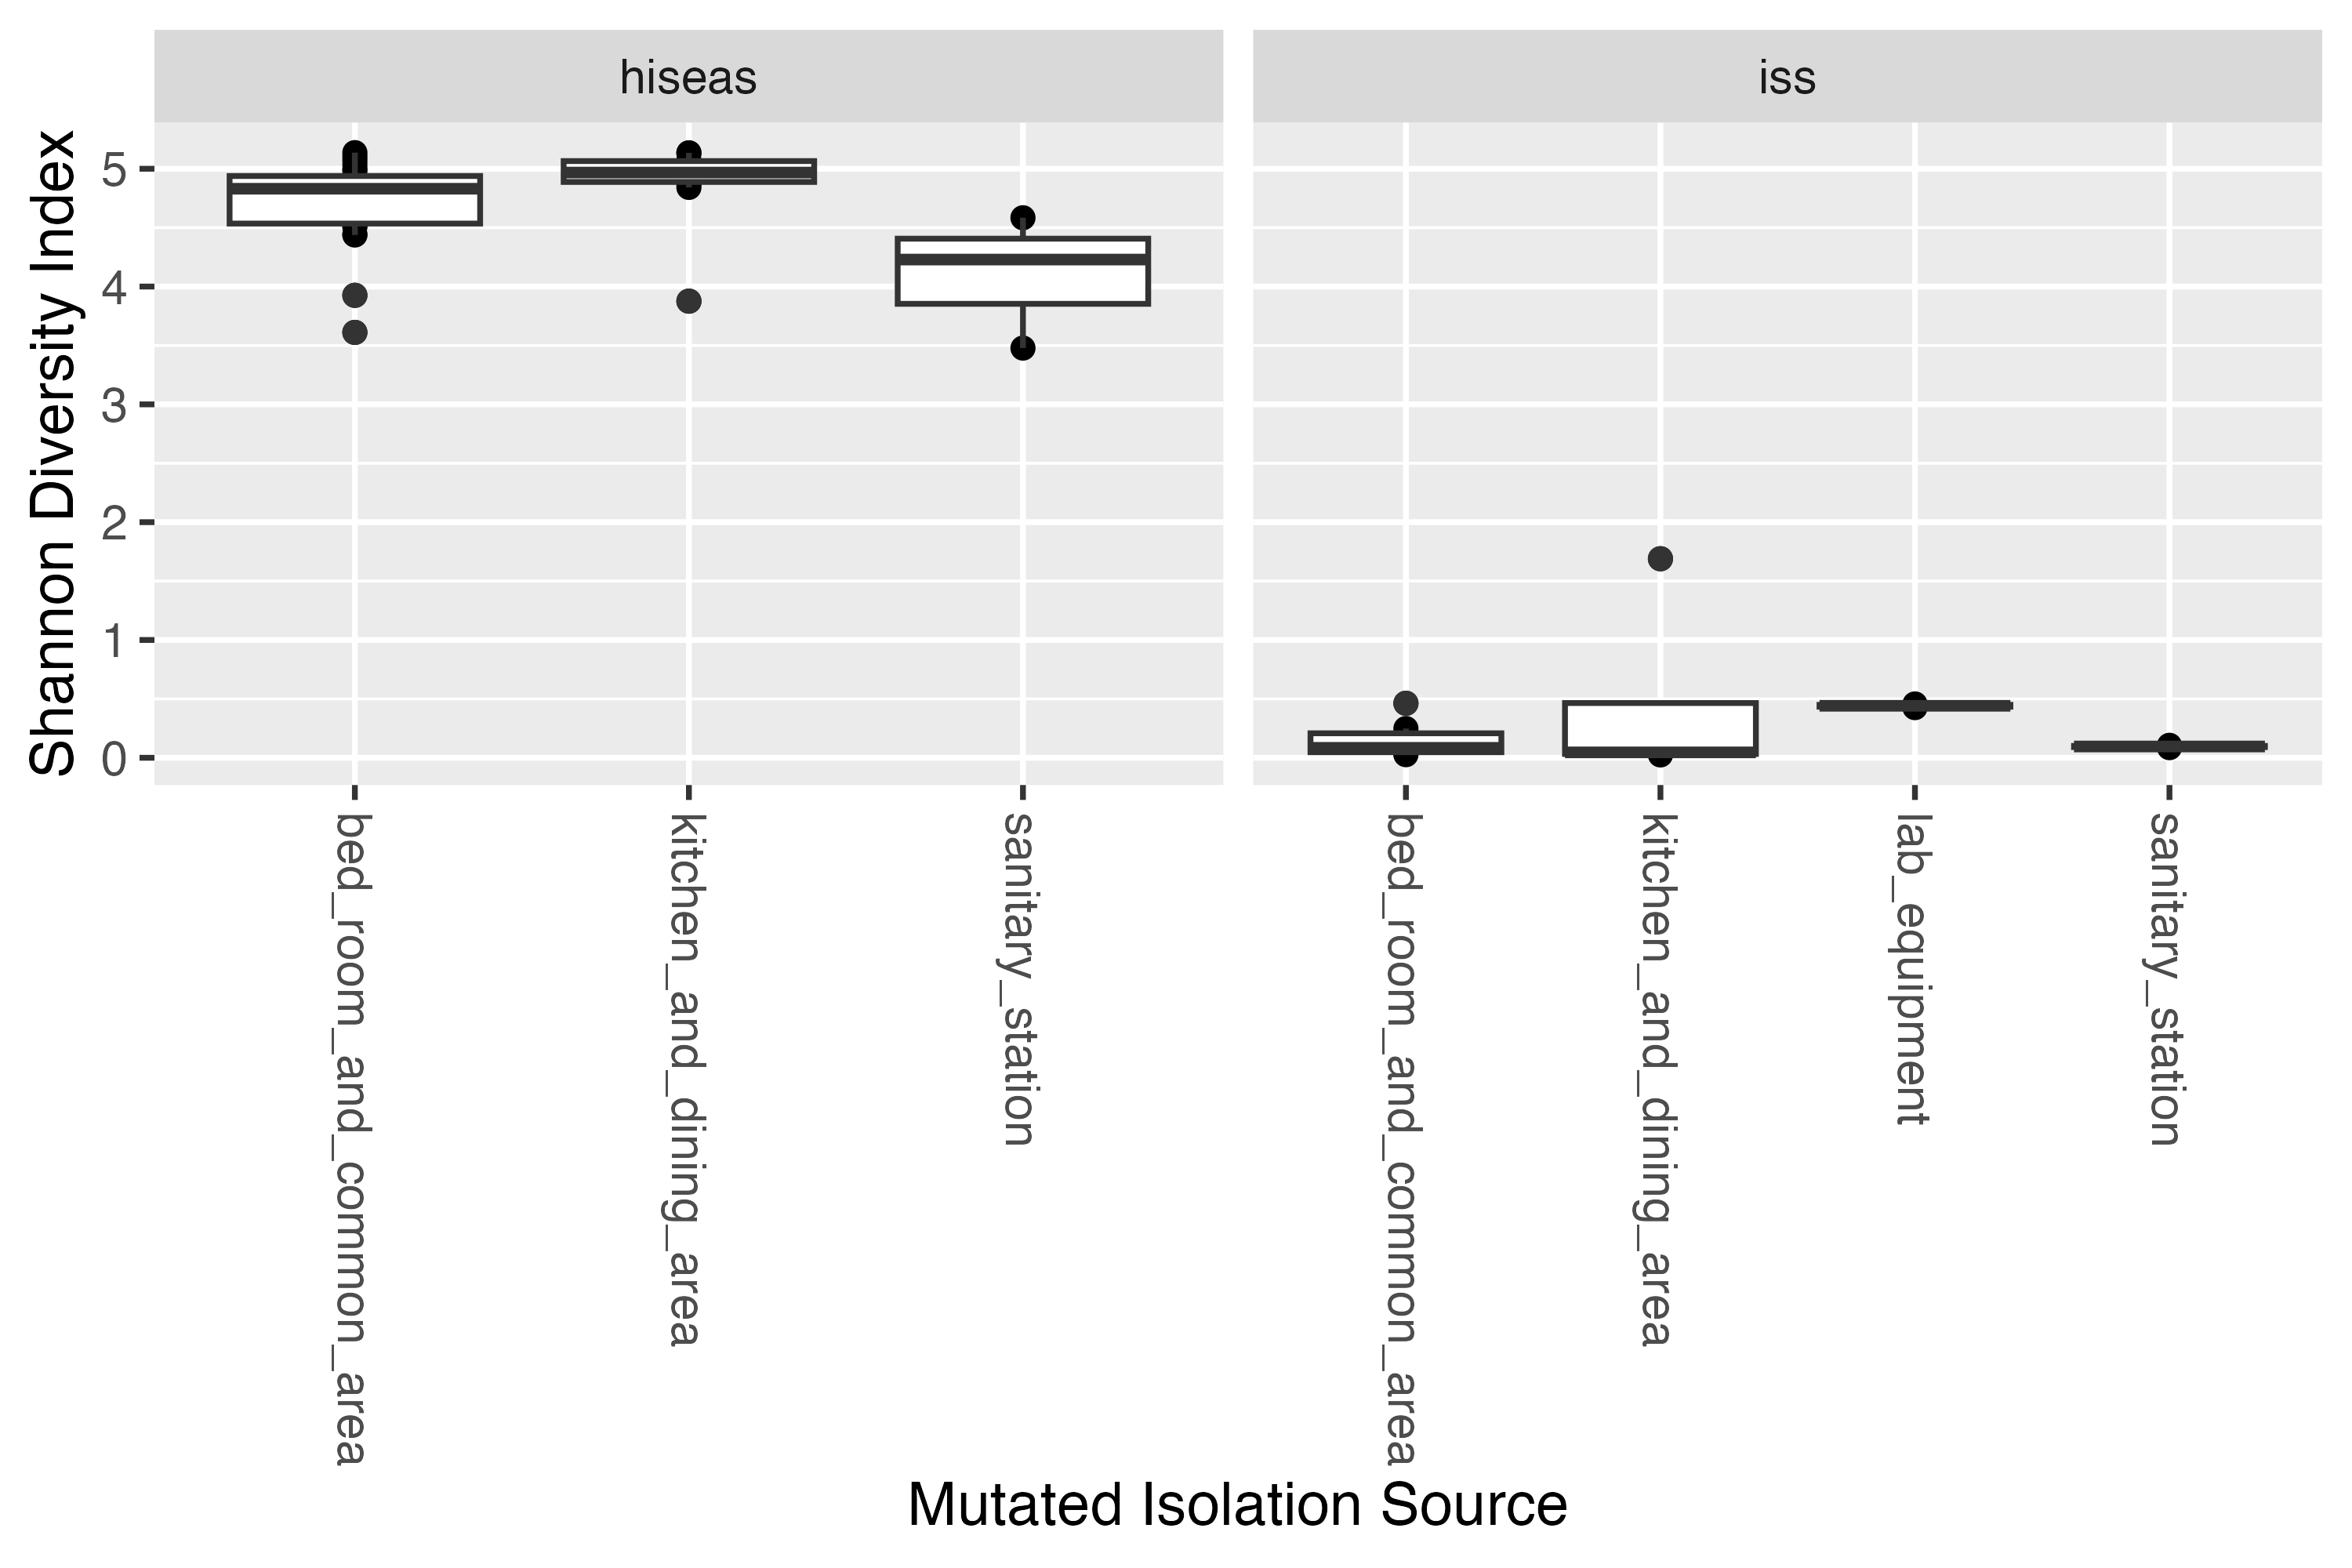 hiseas
iss
Shannon Diversity Index
5
4
3
2
1
0
bed_room_and_common_area
kitchen_and_dining_area
sanitary_station
bed_room_and_common_area
kitchen_and_dining_area
lab_equipment
sanitary_station
Mutated Isolation Source